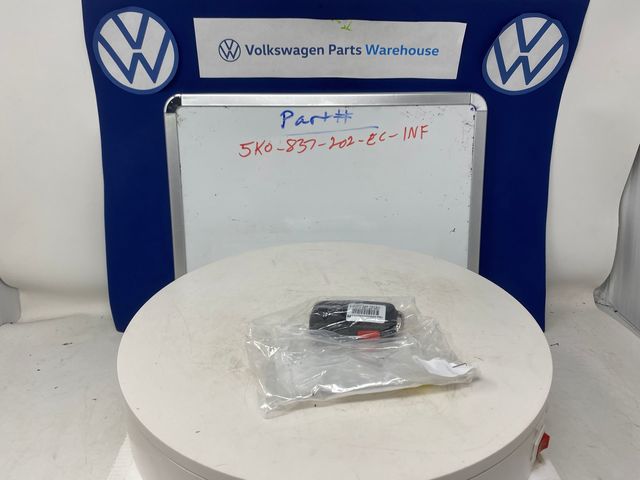 Volkswagen Parts Warehouse
Part#
5K0-837-202-EC-INF